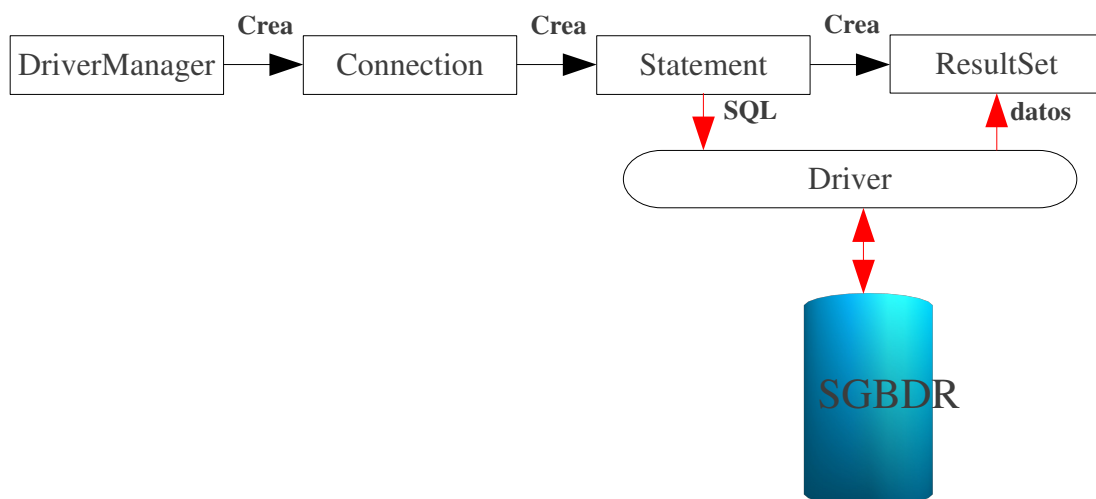 Crea
Crea
Crea
DriverManager
Connection
Statement
ResultSet
SQL
datos
Driver
SGBDR